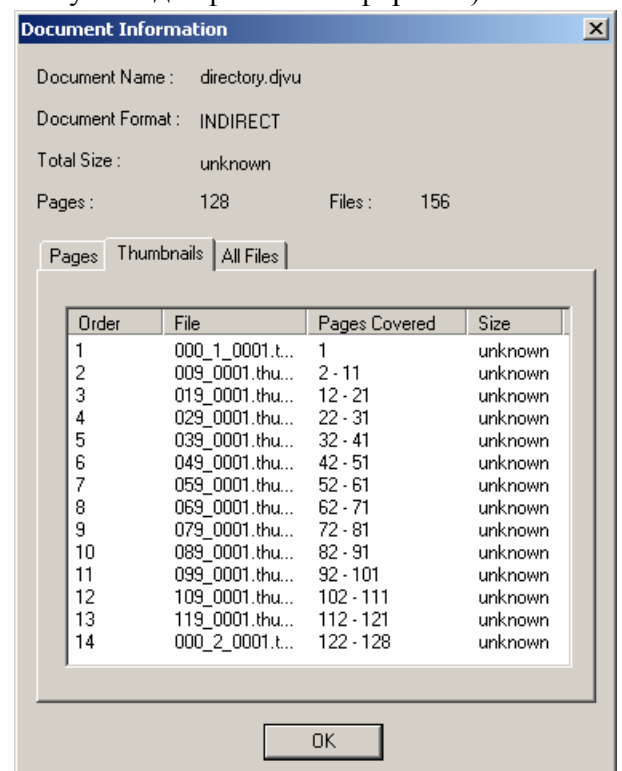 Document Information
Document Name : directory.djvu
Document Format : INDIRECT
Total Size : unknown
Pages : 128 Files : 156
Pages Thumbnails All Files
Order File Pages Covered Size
1 000_1_0001.t... 1 unknown
2 009_0001.thu... 2 - 11 unknown
3 019_0001.thu... 12 - 21 unknown
4 029_0001.thu... 22 - 31 unknown
5 039_0001.thu... 32 - 41 unknown
6 049_0001.thu... 42 - 51 unknown
7 059_0001.thu... 52 - 61 unknown
8 069_0001.thu... 62 - 71 unknown
9 079_0001.thu... 72 - 81 unknown
10 089_0001.thu... 82 - 91 unknown
11 099_0001.thu... 92 - 101 unknown
12 109_0001.thu... 102 - 111 unknown
13 119_0001.thu... 112 - 121 unknown
14 000_2_0001.t... 122 - 128 unknown
OK